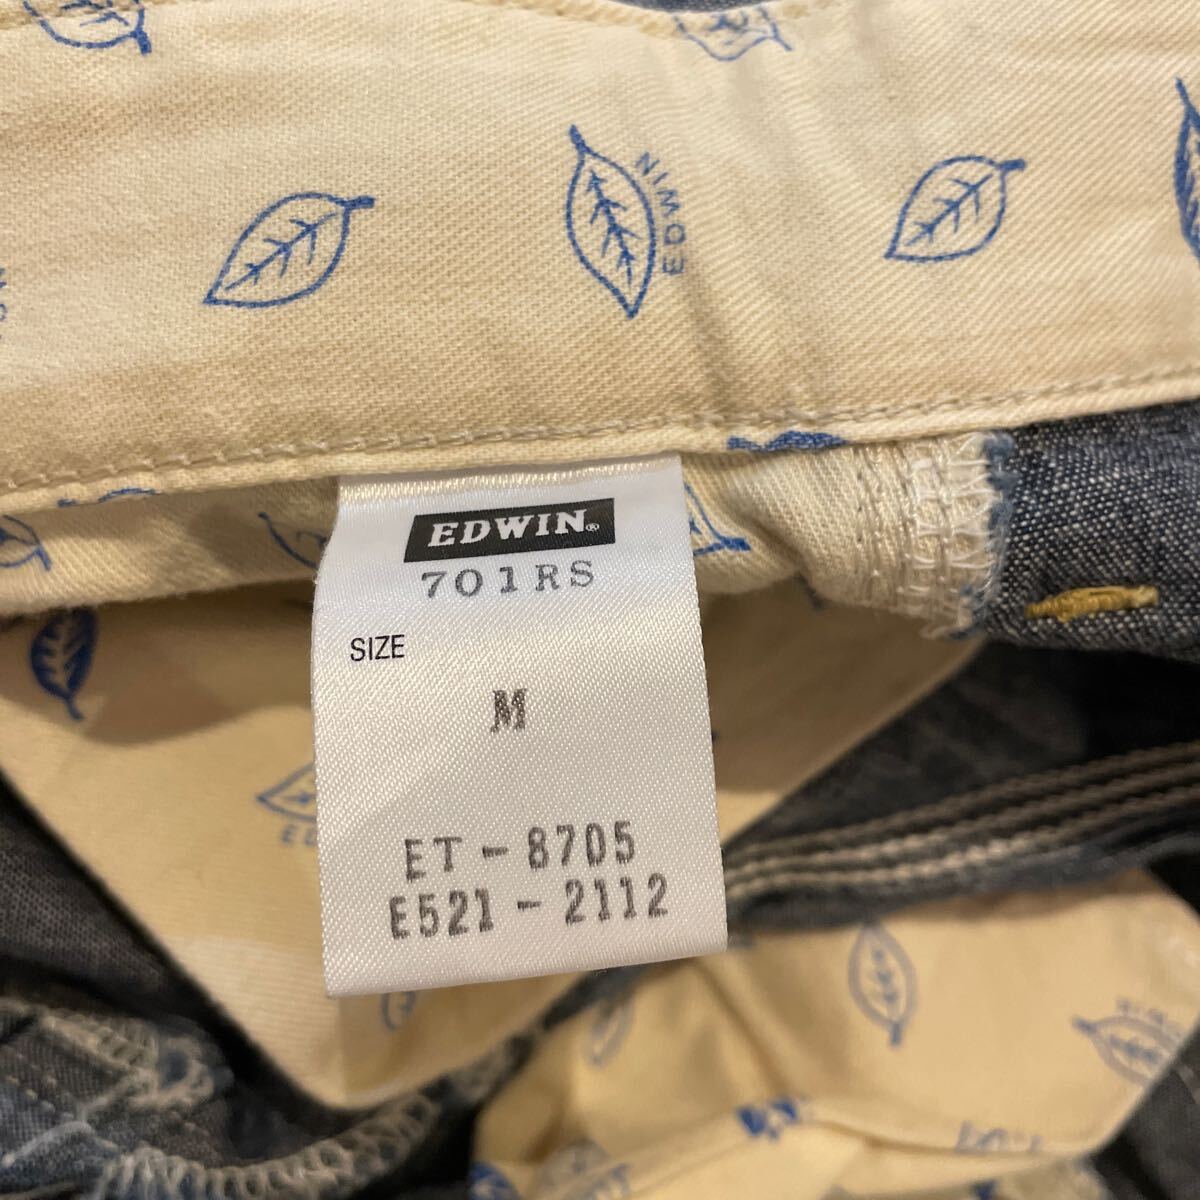 EDWIN
EDWIN®
701RS
SIZE
M
ET-8705
E521-2112